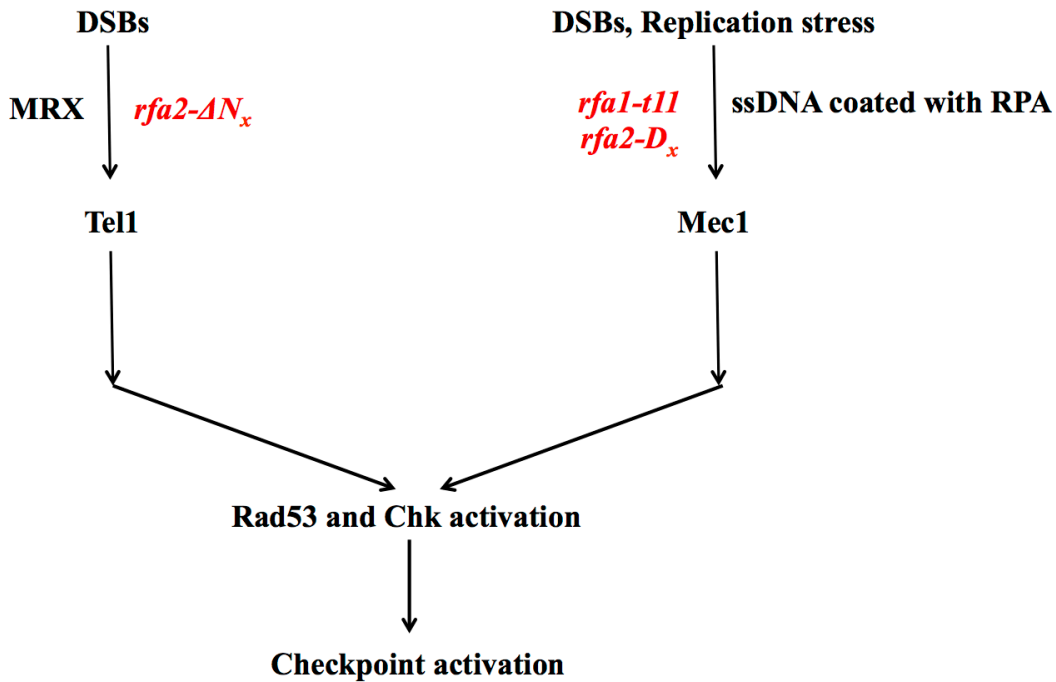 DSBs
DSBs, Replication stress
MRX
rfa2-ΔNx
rfa1-t11
rfa2-Dx
ssDNA coated with RPA
Tel1
Mec1
Rad53 and Chk activation
Checkpoint activation